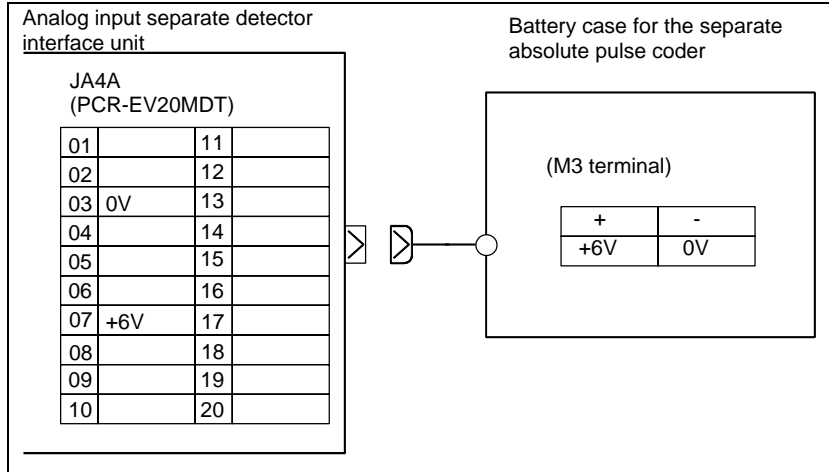 Analog input separate detector
interface unit
JA4A
(PCR-EV20MDT)
01 11
02 12
03 0V 13
04 14
05 15
06 16
07 +6V 17
08 18
09 19
10 20
Battery case for the separate
absolute pulse coder
(M3 terminal)
+ -
+6V 0V